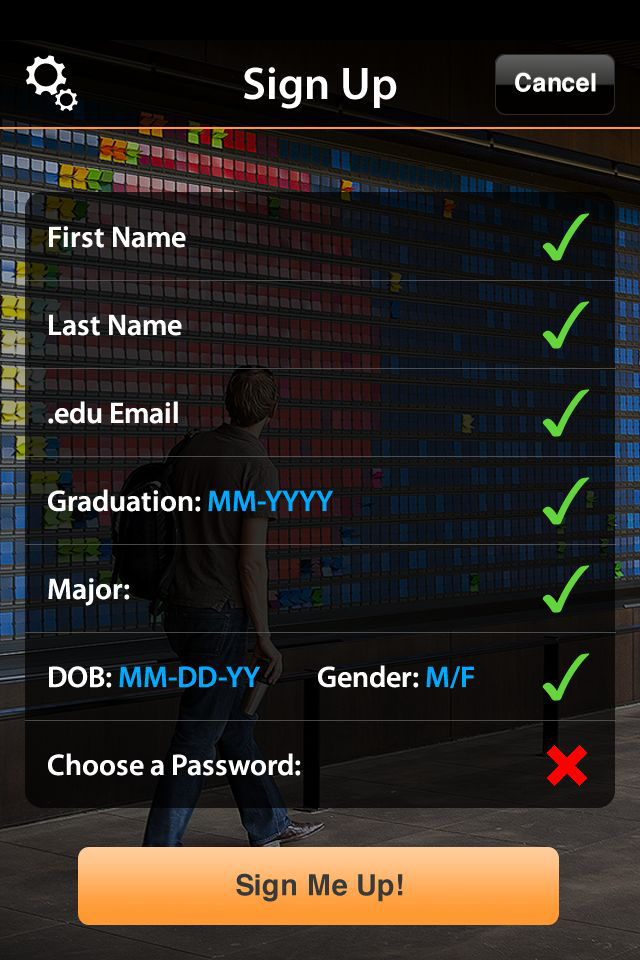 Sign Up
Cancel
First Name
Last Name
.edu Email
Graduation: MM-YYYY
Major:
DOB: MM-DD-YY Gender: M/F
Choose a Password:
Sign Me Up!